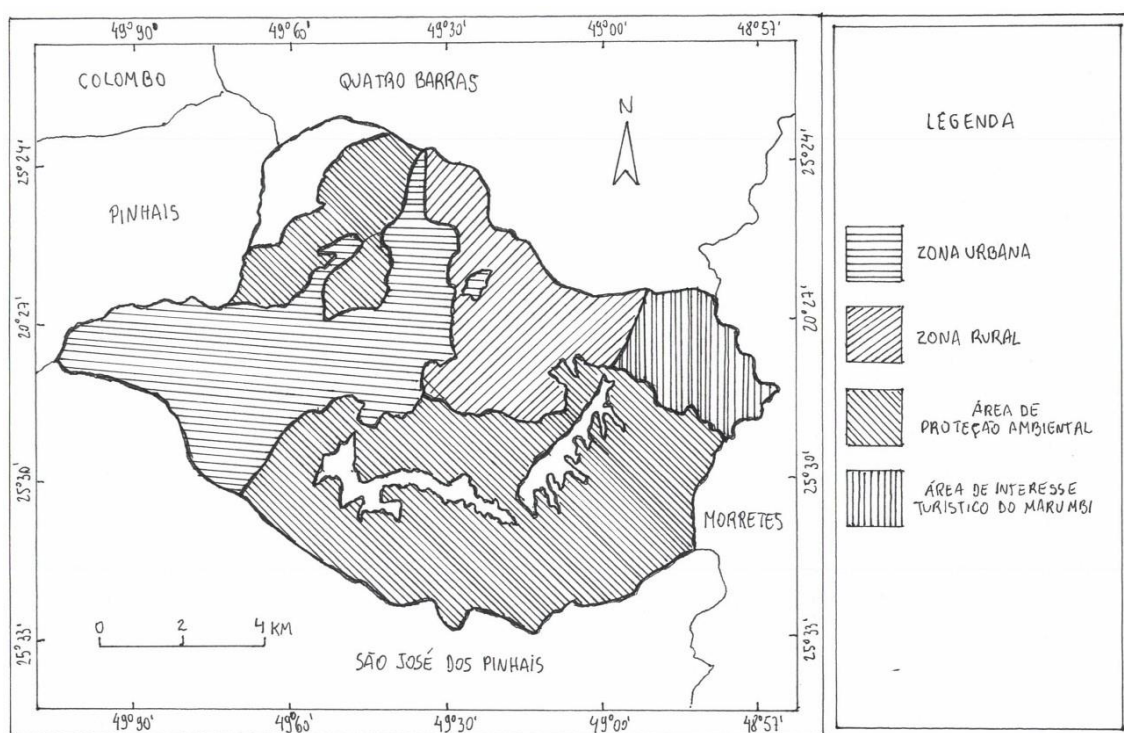 49°90' 49°60' 49°30' 49°00' 48°57'
COLOMBO
QUATRO BARRAS
N
25°24' 25°24'
PINHAIS
20°27' 20°27'
25°30' 25°30'
MORRETES
0 2 4 KM
25°33' 25°33'
SÃO JOSÉ DOS PINHAIS
49°90' 49°60' 49°30' 49°00' 48°57'
LEGENDA
ZONA URBANA
ZONA RURAL
ÁREA DE
PROTEÇÃO AMBIENTAL
ÁREA DE INTERESSE
TURÍSTICO DO MARUMBI